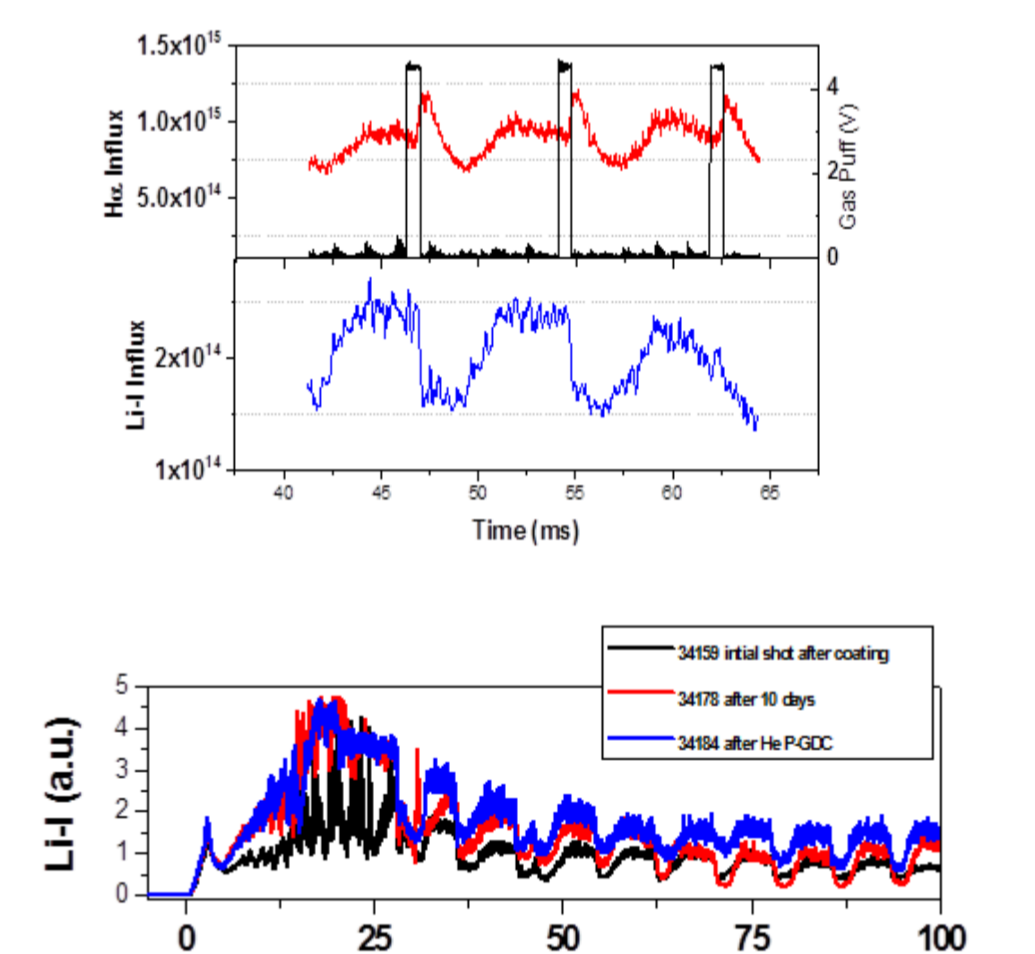 1.5x10^15
1.0x10^15
5.0x10^14
Hα Influx
4
2
0
Gas Puff (V)
2x10^14
1x10^14
Li-I Influx
40 45 50 55 60 65
Time (ms)
34159 intial shot after coating
34178 after 10 days
34184 after He P-GDC
5
4
3
2
1
0
Li-I (a.u.)
0 25 50 75 100